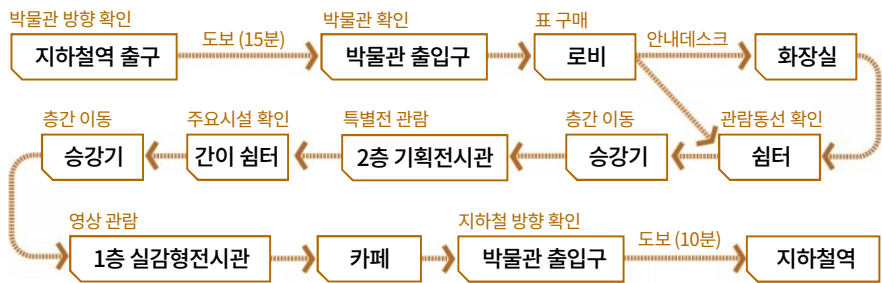 박물관 방향 확인
지하철역 출구
도보 (15분)
박물관 확인
박물관 출입구
표 구매
로비
안내데스크
화장실
관람동선 확인
쉼터
층간 이동
승강기
특별전 관람
2층 기획전시관
주요시설 확인
간이 쉼터
층간 이동
승강기
영상 관람
1층 실감형전시관
카페
지하철 방향 확인
박물관 출입구
도보 (10분)
지하철역